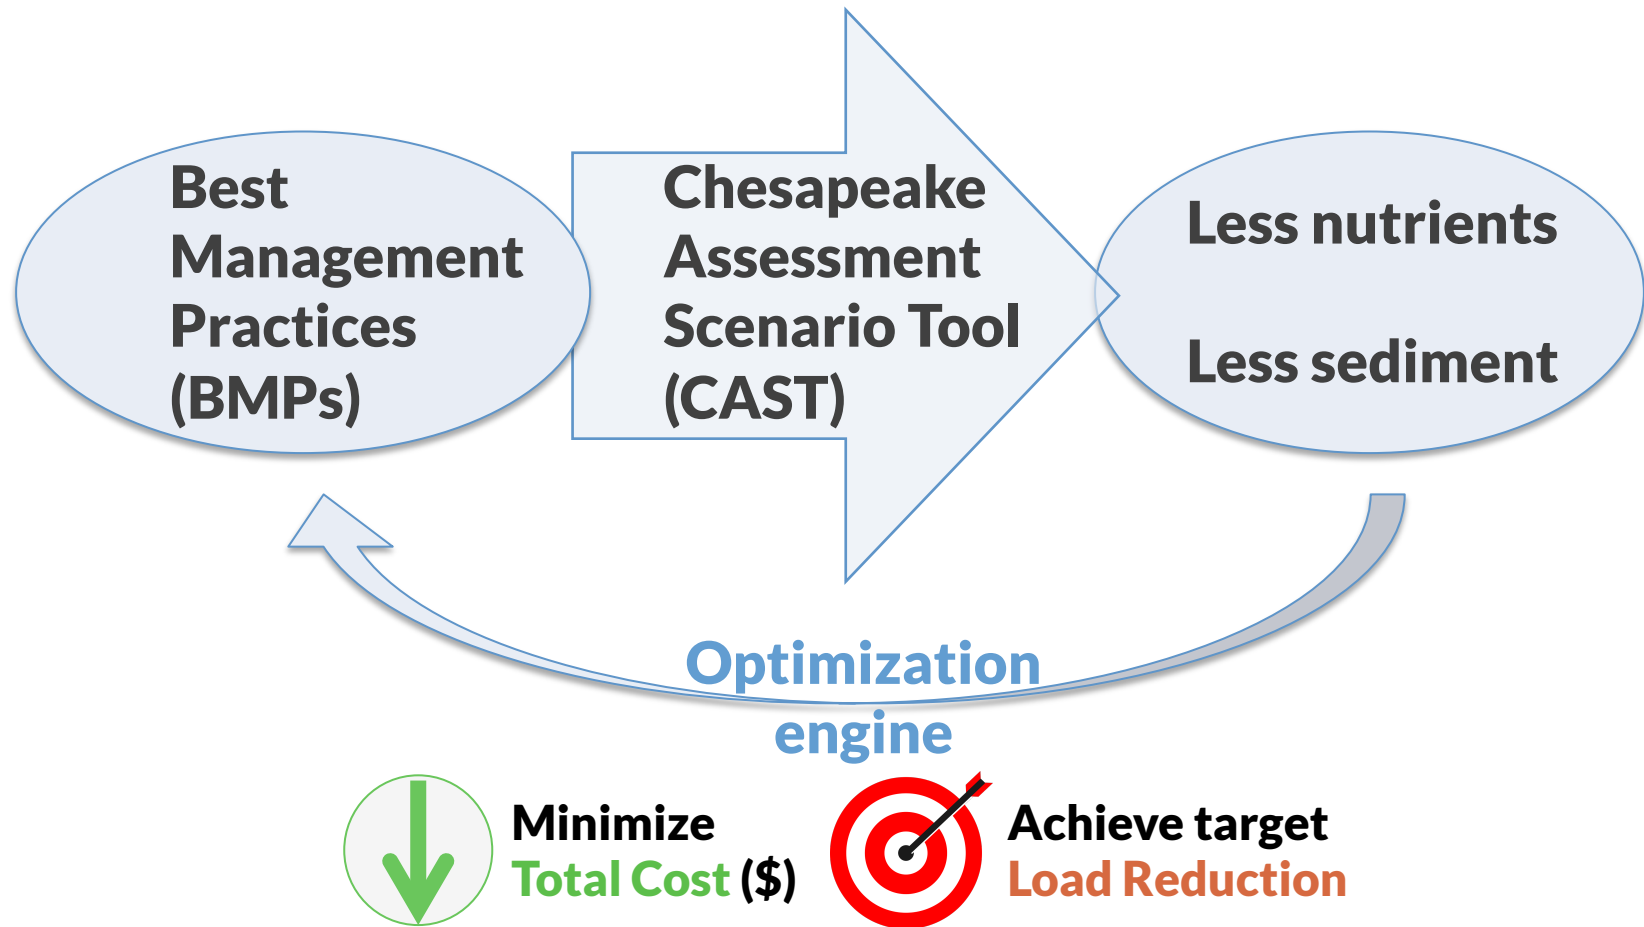 Best
Management
Practices
(BMPs)
Chesapeake
Assessment
Scenario Tool
(CAST)
Less nutrients
Less sediment
Optimization
engine
Minimize
Total Cost ($)
Achieve target
Load Reduction